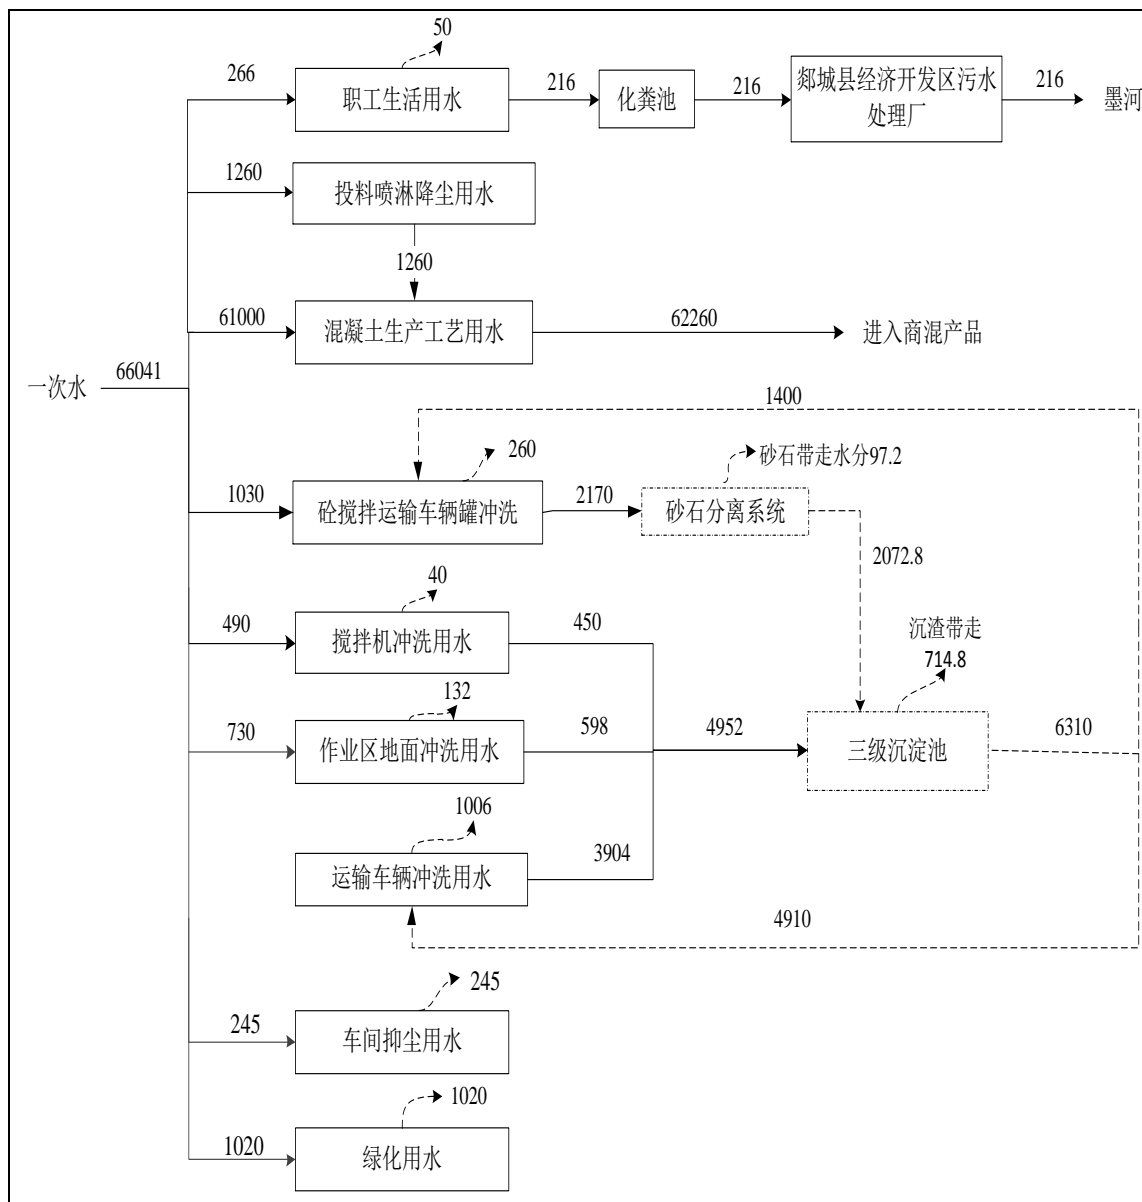 50
266
职工生活用水
216
化粪池
216
郯城县经济开发区污水
处理厂
216
墨河
1260
投料喷淋降尘用水
1260
61000
混凝土生产工艺用水
62260
进入商混产品
一次水
66041
1400
260
砂石带走水分97.2
1030
砼搅拌运输车辆罐冲洗
2170
砂石分离系统
2072.8
40
490
搅拌机冲洗用水
450
沉渣带走
714.8
132
730
作业区地面冲洗用水
598
4952
三级沉淀池
6310
1006
运输车辆冲洗用水
3904
4910
245
245
车间抑尘用水
1020
1020
绿化用水